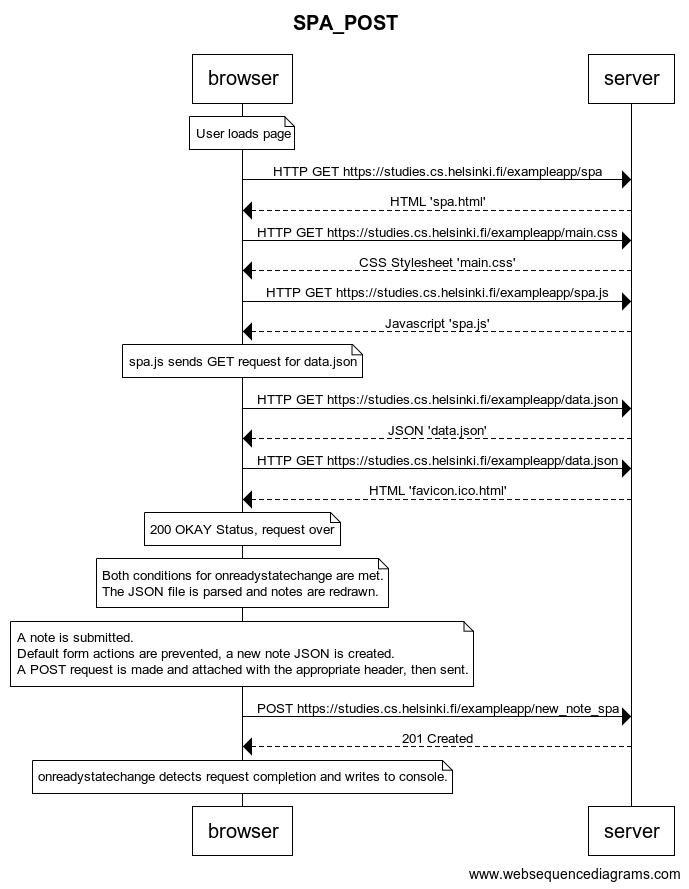 SPA_POST
browser
server
User loads page
HTTP GET https://studies.cs.helsinki.fi/exampleapp/spa
HTML 'spa.html'
HTTP GET https://studies.cs.helsinki.fi/exampleapp/main.css
CSS Stylesheet 'main.css'
HTTP GET https://studies.cs.helsinki.fi/exampleapp/spa.js
Javascript 'spa.js'
spa.js sends GET request for data.json
HTTP GET https://studies.cs.helsinki.fi/exampleapp/data.json
JSON 'data.json'
HTTP GET https://studies.cs.helsinki.fi/exampleapp/data.json
HTML 'favicon.ico.html'
200 OKAY Status, request over
Both conditions for onreadystatechange are met.
The JSON file is parsed and notes are redrawn.
A note is submitted.
Default form actions are prevented, a new note JSON is created.
A POST request is made and attached with the appropriate header, then sent.
POST https://studies.cs.helsinki.fi/exampleapp/new_note_spa
201 Created
onreadystatechange detects request completion and writes to console.
browser
server
www.websequencediagrams.com